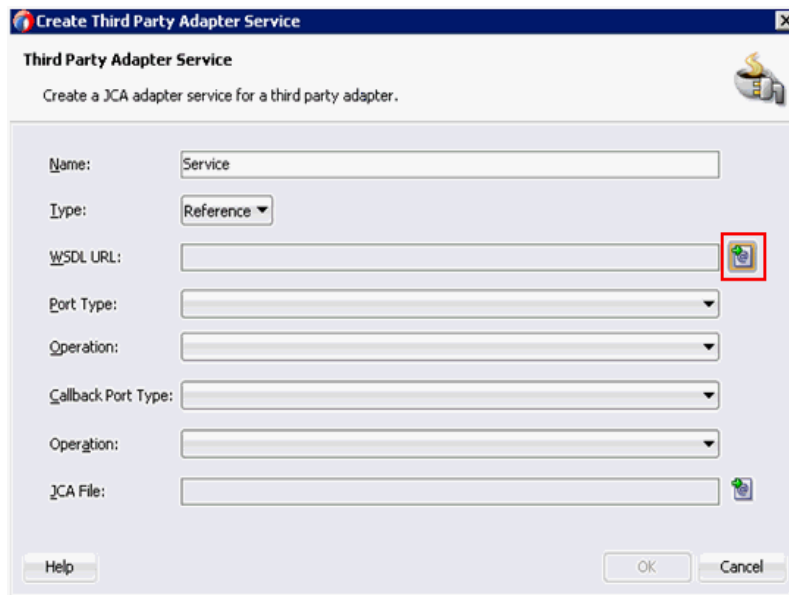 Create Third Party Adapter Service
Third Party Adapter Service
Create a JCA adapter service for a third party adapter.
Name: Service
Type: Reference
WSDL URL:
Port Type:
Operation:
Callback Port Type:
Operation:
JCA File:
Help OK Cancel